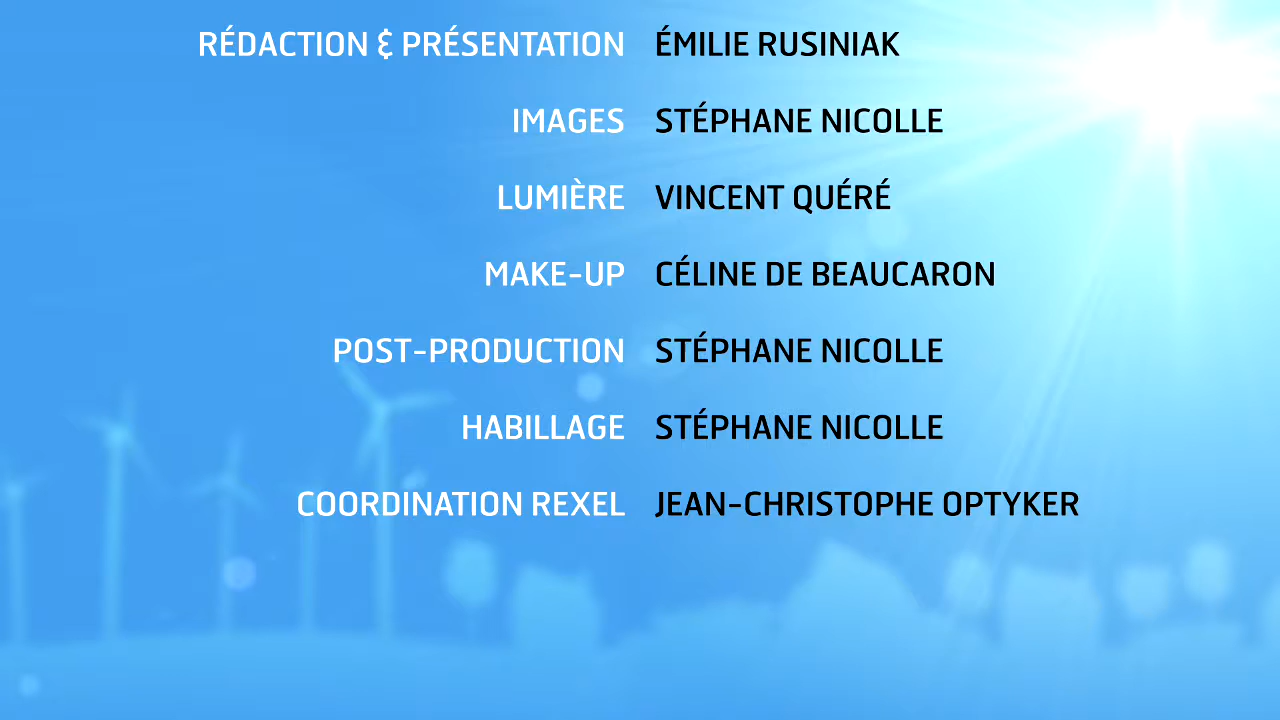 RÉDACTION & PRÉSENTATION ÉMILIE RUSINIAK
IMAGES STÉPHANE NICOLLE
LUMIÈRE VINCENT QUÉRÉ
MAKE-UP CÉLINE DE BEAUCARON
POST-PRODUCTION STÉPHANE NICOLLE
HABILLAGE STÉPHANE NICOLLE
COORDINATION REXEL JEAN-CHRISTOPHE OPTYKER